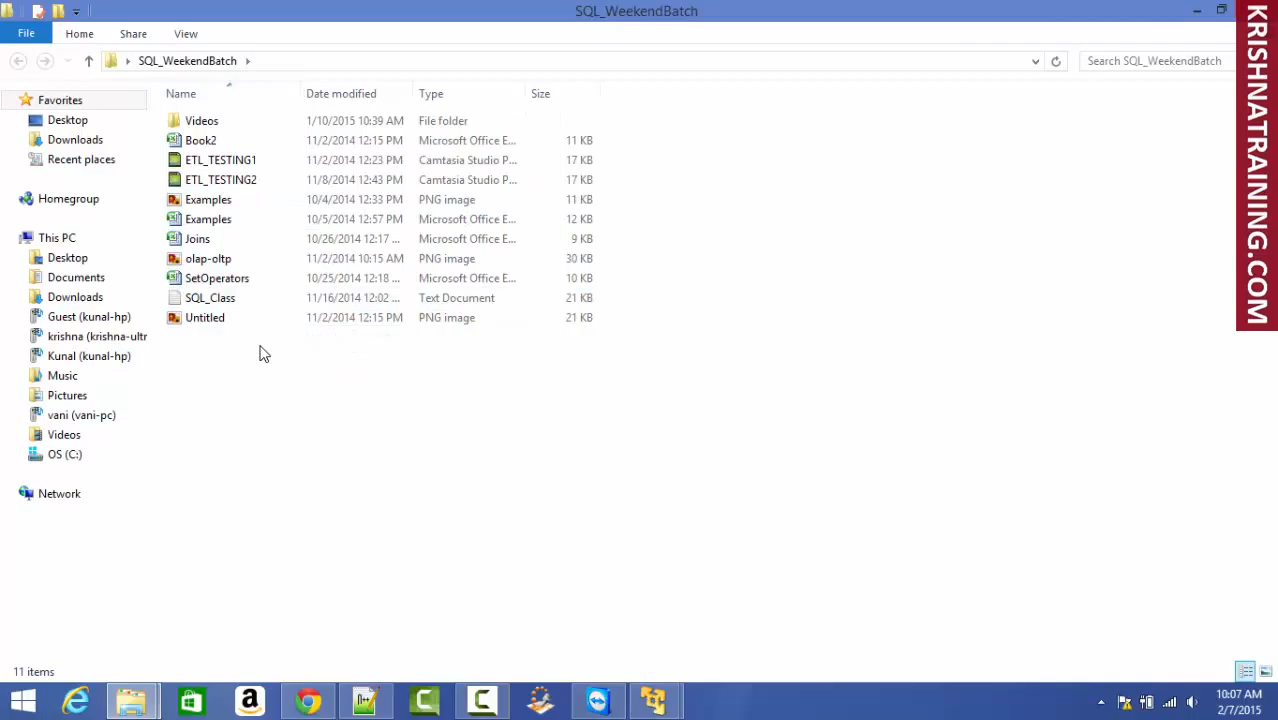 SQL_WeekendBatch
File Home Share View
SQL_WeekendBatch
Search SQL_WeekendBatch
Name Date modified Type Size
Favorites
Desktop
Downloads
Recent places
Homegroup
This PC
Desktop
Documents
Downloads
Guest (kunal-hp)
krishna (krishna-ultr
Kunal (kunal-hp)
Music
Pictures
vani (vani-pc)
Videos
OS (C:)
Network
Videos 1/10/2015 10:39 AM File folder
Book2 11/2/2014 12:15 PM Microsoft Office E... 11 KB
ETL_TESTING1 11/2/2014 12:23 PM Camtasia Studio P... 17 KB
ETL_TESTING2 11/8/2014 12:43 PM Camtasia Studio P... 17 KB
Examples 10/4/2014 12:33 PM PNG image 11 KB
Examples 10/5/2014 12:57 PM Microsoft Office E... 12 KB
Joins 10/26/2014 12:17 ... Microsoft Office E... 9 KB
olap-oltp 11/2/2014 10:15 AM PNG image 30 KB
SetOperators 10/25/2014 12:18 ... Microsoft Office E... 10 KB
SQL_Class 11/16/2014 12:02 ... Text Document 21 KB
Untitled 11/2/2014 12:15 PM PNG image 21 KB
KRISHNATRAINING.COM
11 items
10:07 AM
2/7/2015